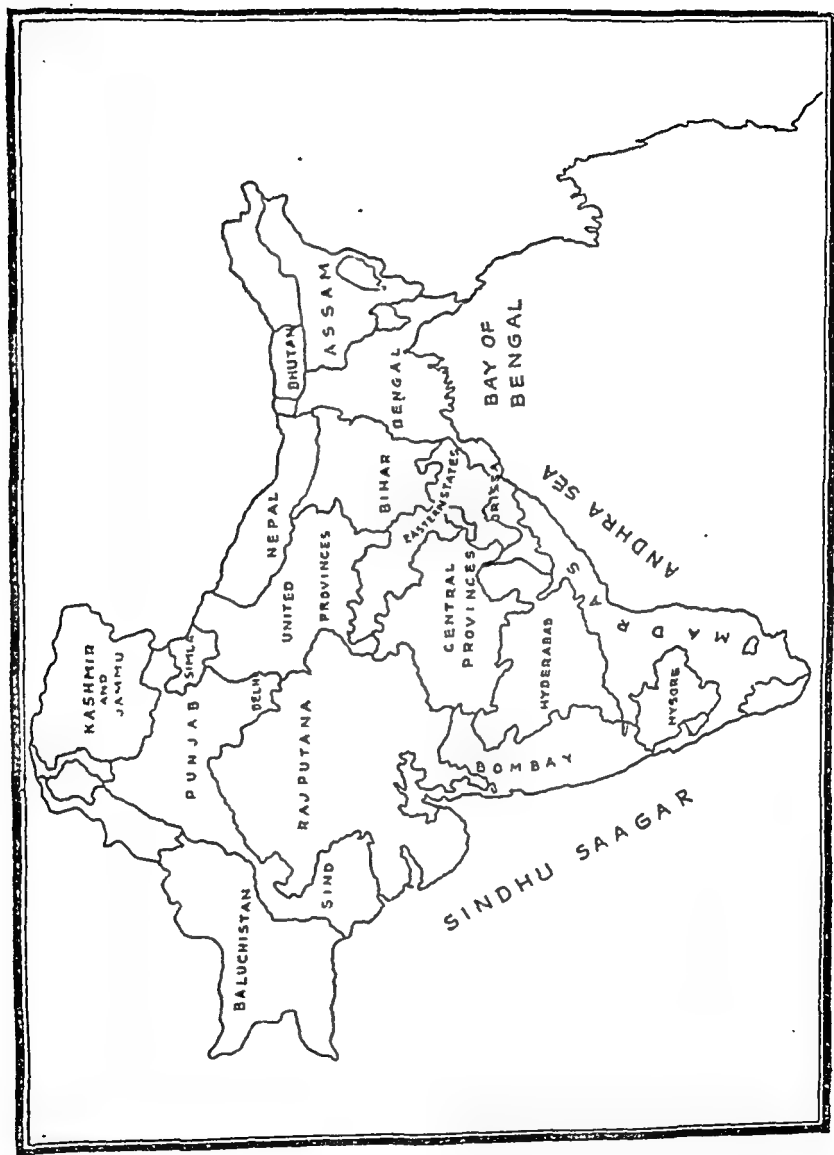 KASHMIR
AND
JAMMU
SIMLA
PUNJAB
DELHI
BALUCHISTAN
SIND
RAJPUTANA
UNITED
PROVINCES
NEPAL
BHUTAN
ASSAM
BIHAR
BENGAL
EASTERN STATES
ORISSA
CENTRAL
PROVINCES
HYDERABAD
BOMBAY
MYSORE
MADRAS
BAY OF
BENGAL
ANDHRA SEA
SINDHU SAAGAR